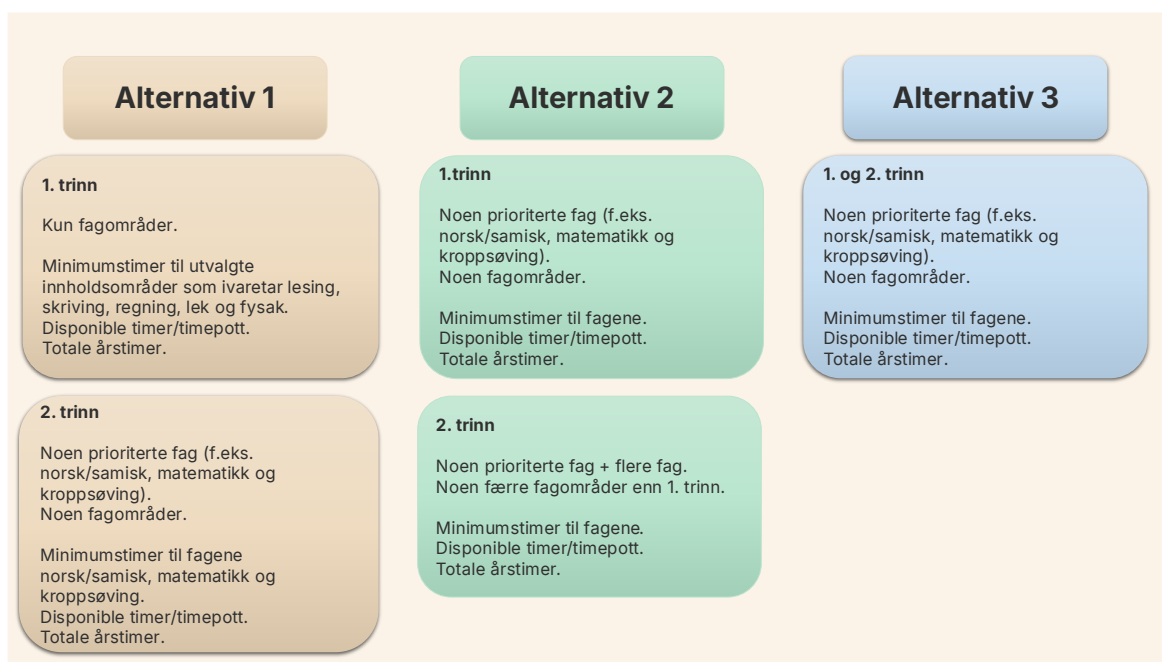 Alternativ 1
1. trinn
Kun fagområder.
Minimumstimer til utvalgte
innholdsområder som ivaretar lesing,
skriving, regning, lek og fysak.
Disponible timer/timepott.
Totale årstimer.
2. trinn
Noen prioriterte fag (f.eks.
norsk/samisk, matematikk og
kroppsøving).
Noen fagområder.
Minimumstimer til fagene
norsk/samisk, matematikk og
kroppsøving.
Disponible timer/timepott.
Totale årstimer.
Alternativ 2
1.trinn
Noen prioriterte fag (f.eks.
norsk/samisk, matematikk og
kroppsøving).
Noen fagområder.
Minimumstimer til fagene.
Disponible timer/timepott.
Totale årstimer.
2. trinn
Noen prioriterte fag + flere fag.
Noen færre fagområder enn 1. trinn.
Minimumstimer til fagene.
Disponible timer/timepott.
Totale årstimer.
Alternativ 3
1. og 2. trinn
Noen prioriterte fag (f.eks.
norsk/samisk, matematikk og
kroppsøving).
Noen fagområder.
Minimumstimer til fagene.
Disponible timer/timepott.
Totale årstimer.